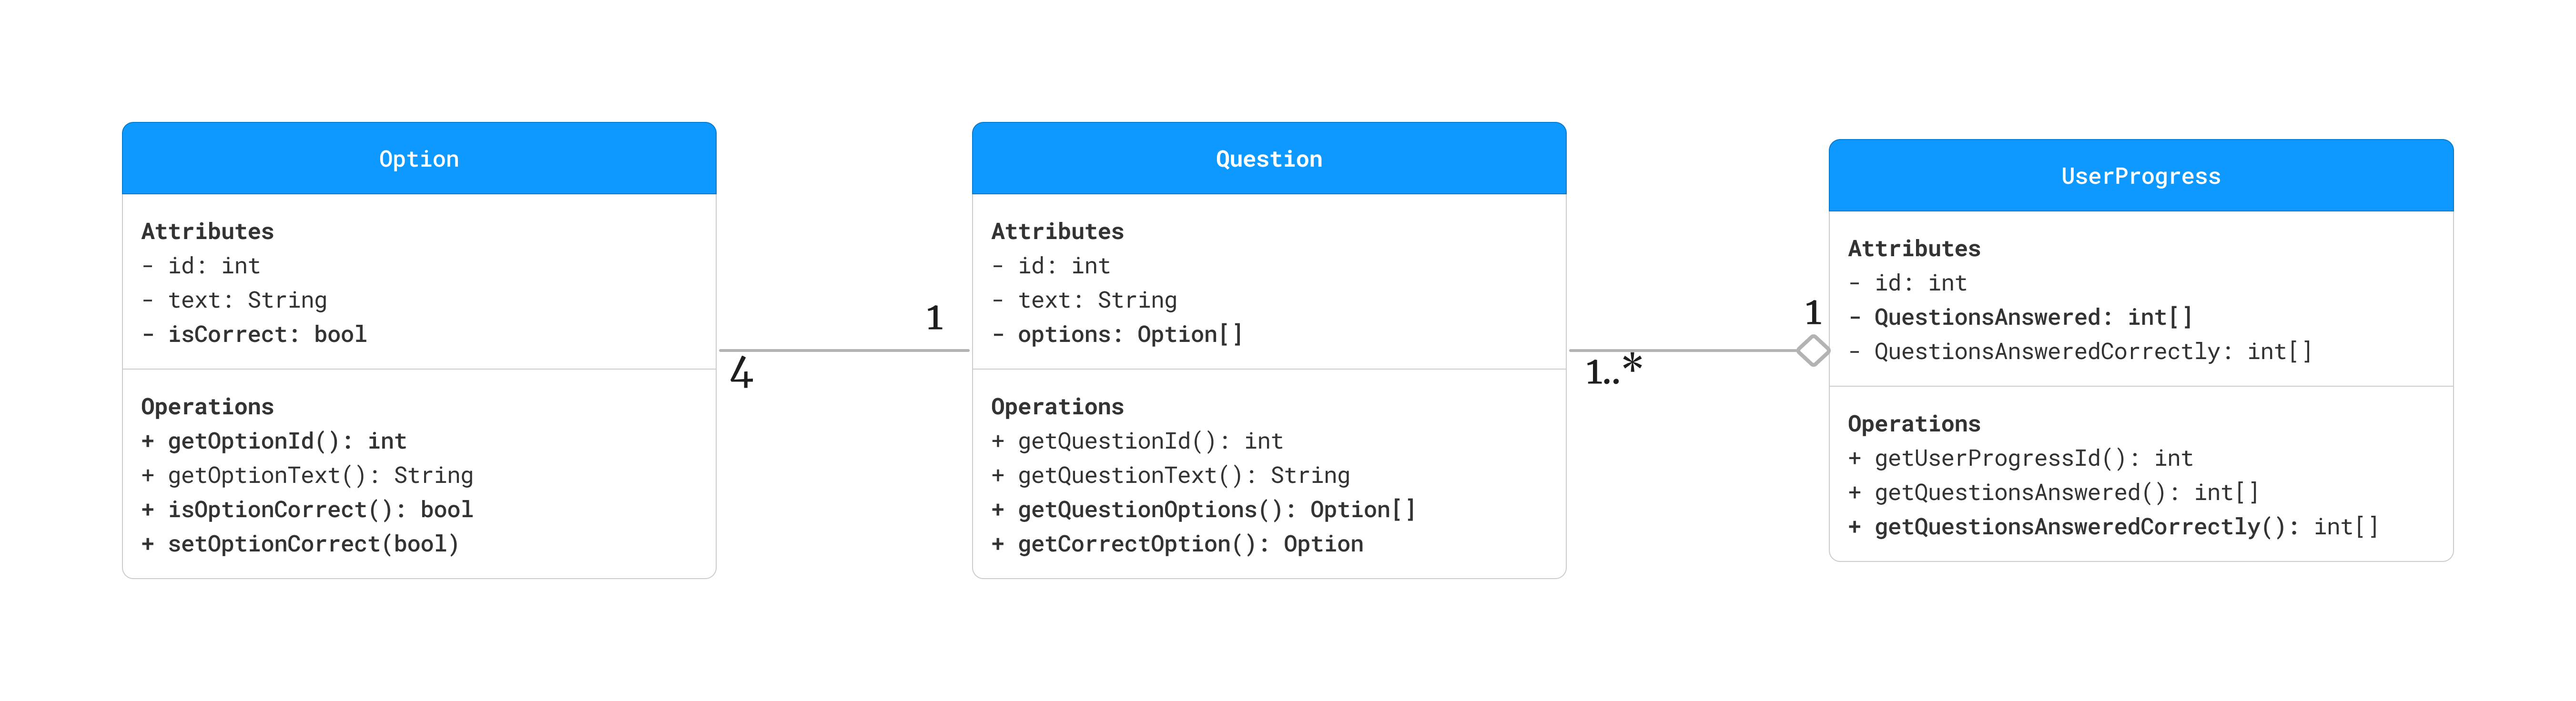 Option
Attributes
- id: int
- text: String
- isCorrect: bool
Operations
+ getOptionId(): int
+ getOptionText(): String
+ isOptionCorrect(): bool
+ setOptionCorrect(bool)
4
1
Question
Attributes
- id: int
- text: String
- options: Option[]
Operations
+ getQuestionId(): int
+ getQuestionText(): String
+ getQuestionOptions(): Option[]
+ getCorrectOption(): Option
1..*
1
UserProgress
Attributes
- id: int
- QuestionsAnswered: int[]
- QuestionsAnsweredCorrectly: int[]
Operations
+ getUserProgressId(): int
+ getQuestionsAnswered(): int[]
+ getQuestionsAnsweredCorrectly(): int[]